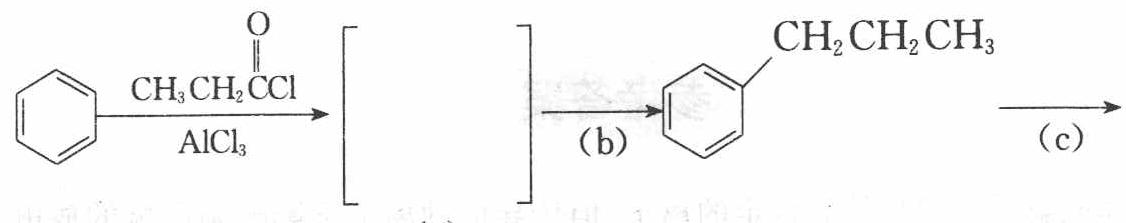 O
CH₃CH₂CCl
AlCl₃
(b)
CH₂CH₂CH₃
(c)